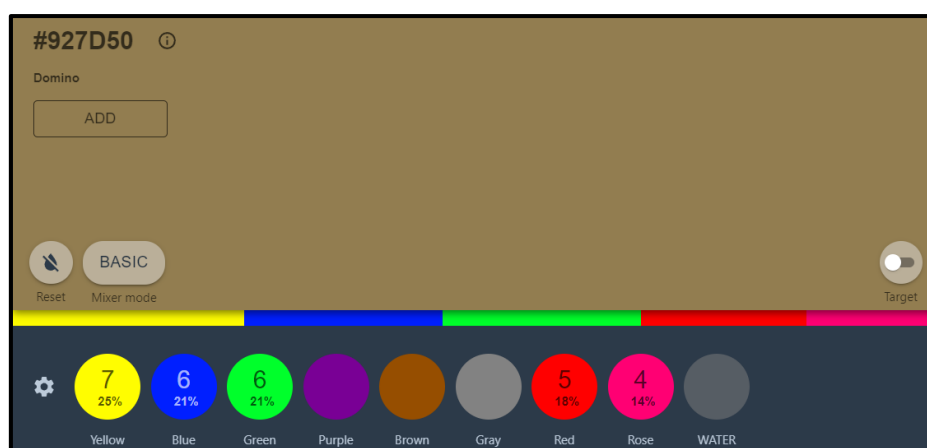 #927D50
Domino
ADD
BASIC
Reset Mixer mode Target
7 6 6 5 4
25% 21% 21% 18% 14%
Yellow Blue Green Purple Brown Gray Red Rose WATER